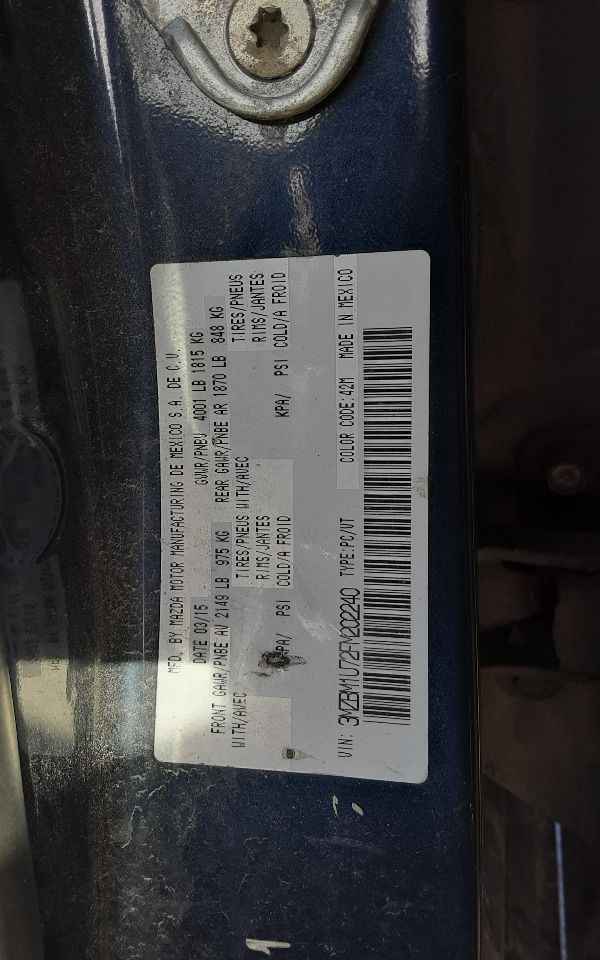 MFD. BY MAZDA MOTOR MANUFACTURING DE MEXICO S.A. DE C.V.
DATE 03/15 GVWR/PNBV 4001 LB 1815 KG
FRONT GAWR/PNBE AV 2149 LB 975 KG REAR GAWR/PNBE AR 1870 LB 848 KG
WITH/AVEC TIRES/PNEUS WITH/AVEC TIRES/PNEUS
RIMS/JANTES RIMS/JANTES
KPA/ PSI COLD/A FROID KPA/ PSI COLD/A FROID
VIN: 3MZBM1U72FM202240 TYPE:PC/VT COLOR CODE:42M MADE IN MEXICO